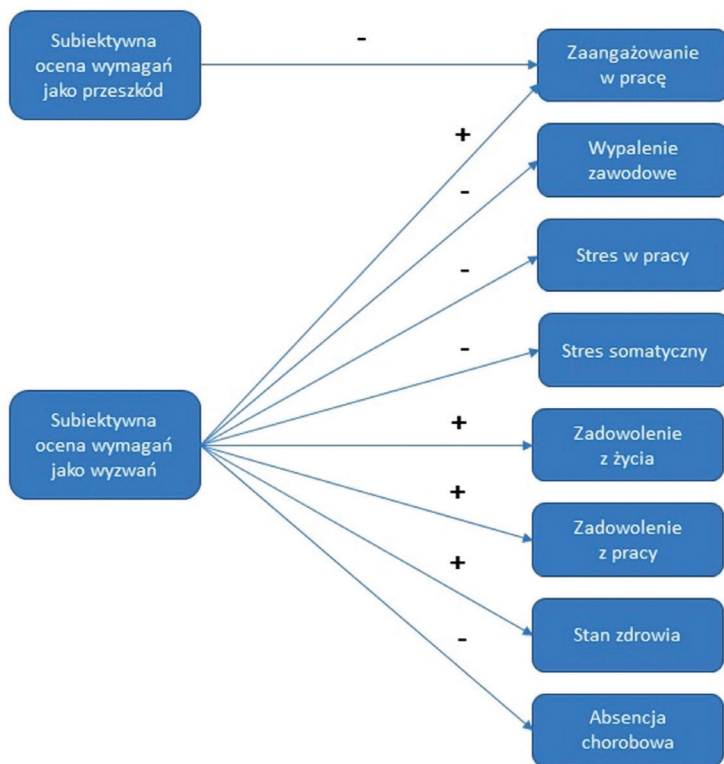 Subiektywna
ocena wymagań
jako przeszkód
-
Zaangażowanie
w pracę
+
Wypalenie
zawodowe
-
Stres w pracy
-
Stres somatyczny
-
Subiektywna
ocena wymagań
jako wyzwań
+
Zadowolenie
z życia
+
Zadowolenie
z pracy
+
Stan zdrowia
-
Absencja
chorobowa